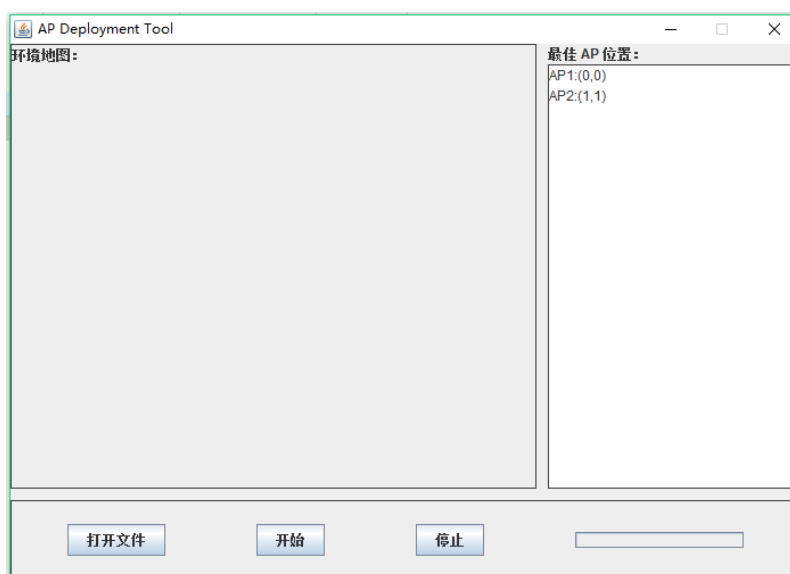 AP Deployment Tool
环境地图：
最佳 AP 位置：
AP1:(0,0)
AP2:(1,1)
打开文件
开始
停止